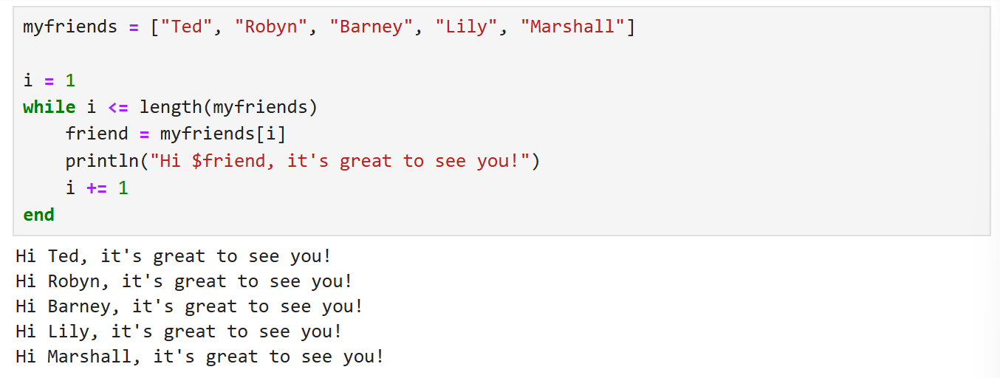 myfriends = ["Ted", "Robyn", "Barney", "Lily", "Marshall"]
i = 1
while i <= length(myfriends)
    friend = myfriends[i]
    println("Hi $friend, it's great to see you!")
    i += 1
end
Hi Ted, it's great to see you!
Hi Robyn, it's great to see you!
Hi Barney, it's great to see you!
Hi Lily, it's great to see you!
Hi Marshall, it's great to see you!